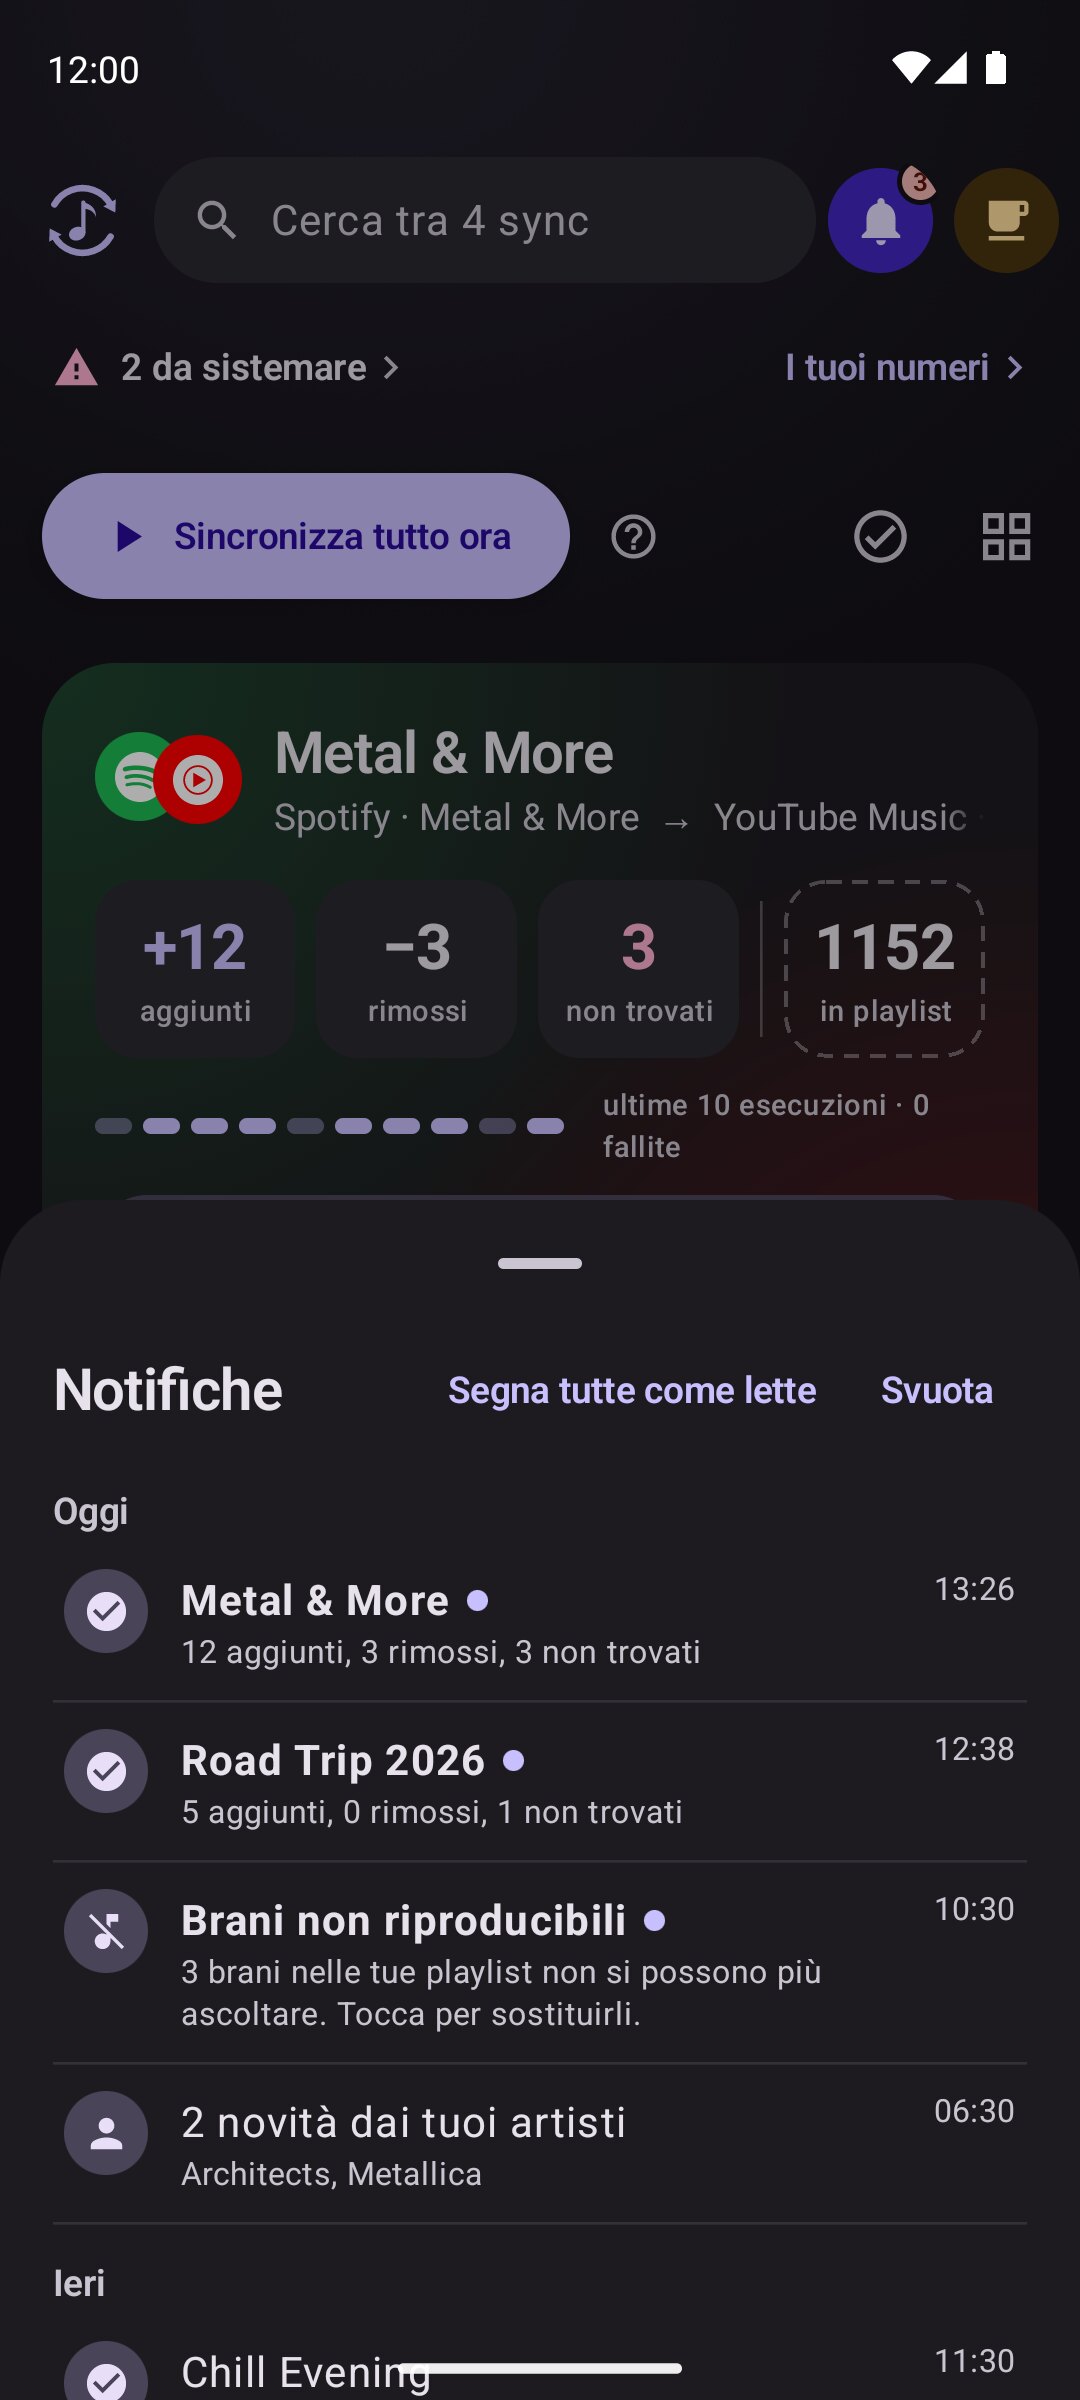 12:00
Cerca tra 4 sync
3
2 da sistemare
I tuoi numeri
Sincronizza tutto ora
Metal & More
Spotify · Metal & More → YouTube Music
+12
aggiunti
−3
rimossi
3
non trovati
1152
in playlist
ultime 10 esecuzioni · 0
fallite
Notifiche
Segna tutte come lette
Svuota
Oggi
Metal & More
13:26
12 aggiunti, 3 rimossi, 3 non trovati
Road Trip 2026
12:38
5 aggiunti, 0 rimossi, 1 non trovati
Brani non riproducibili
10:30
3 brani nelle tue playlist non si possono più
ascoltare. Tocca per sostituirli.
2 novità dai tuoi artisti
06:30
Architects, Metallica
Ieri
Chill Evening
11:30